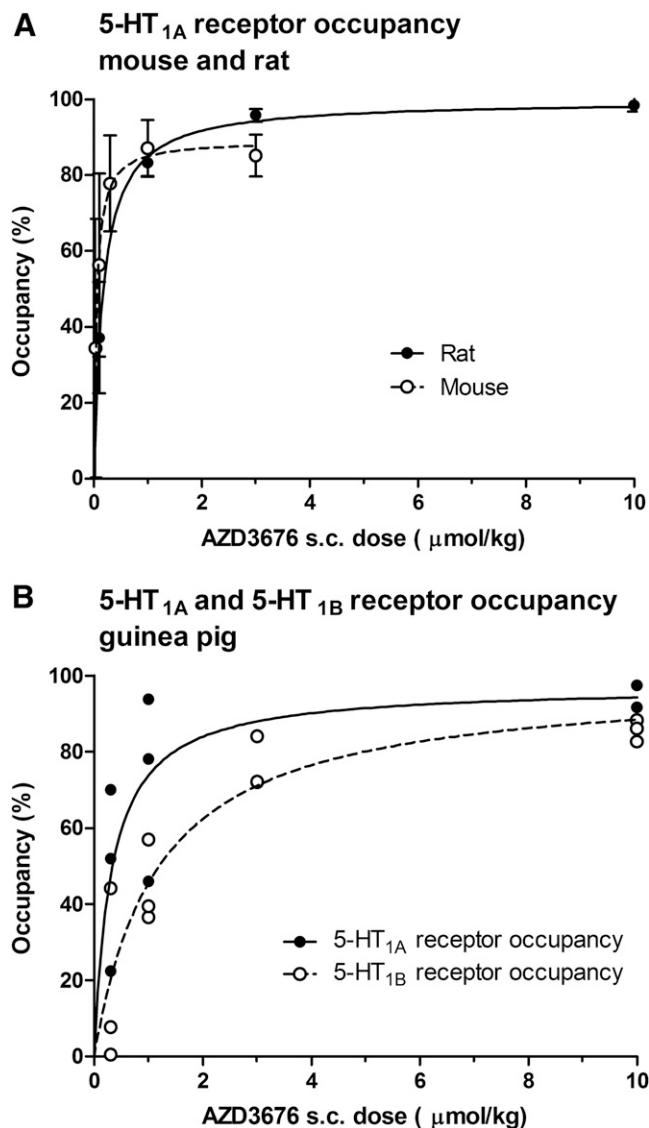 A
5-HT1A receptor occupancy
mouse and rat
100
80
60
40
20
0
Occupancy (%)
Rat
Mouse
0
2
4
6
8
10
AZD3676 s.c. dose ( μmol/kg)
B
5-HT1A and 5-HT 1B receptor occupancy
guinea pig
100
80
60
40
20
0
Occupancy (%)
5-HT1A receptor occupancy
5-HT1B receptor occupancy
0
2
4
6
8
10
AZD3676 s.c. dose ( μmol/kg)